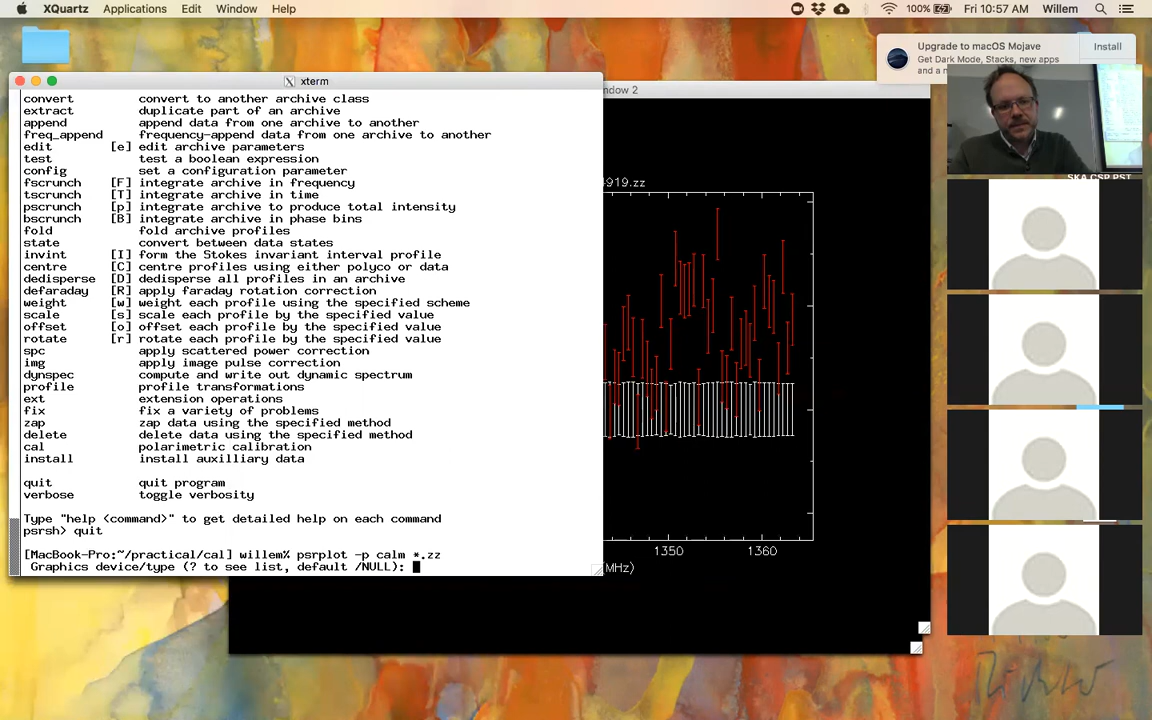 XQuartz Applications Edit Window Help
100% Fri 10:57 AM Willem
Upgrade to macOS Mojave
Get Dark Mode, Stacks, new apps
and a n
Install
xterm
ndow 2
convert convert to another archive class
extract duplicate part of an archive
append append data from one archive to another
freq_append frequency-append data from one archive to another
edit [e] edit archive parameters
test test a boolean expression
config set a configuration parameter
fscrunch [F] integrate archive in frequency
tscrunch [T] integrate archive in time
pscrunch [p] integrate archive to produce total intensity
bscrunch [B] integrate archive in phase bins
fold fold archive profiles
state convert between data states
invint [I] form the Stokes invariant interval profile
centre [C] centre profiles using either polyco or data
dedisperse [D] dedisperse all profiles in an archive
defaraday [R] apply faraday rotation correction
weight [w] weight each profile using the specified scheme
scale [s] scale each profile by the specified value
offset [o] offset each profile by the specified value
rotate [r] rotate each profile by the specified value
spc apply scattered power correction
img apply image pulse correction
dynspec compute and write out dynamic spectrum
profile profile transformations
ext extension operations
fix fix a variety of problems
zap zap data using the specified method
delete delete data using the specified method
cal polarimetric calibration
install install auxilliary data
quit quit program
verbose toggle verbosity
Type "help <command>" to get detailed help on each command
psrsh> quit
[MacBook-Pro:~/practical/cal] willem% psrplot -p calm *.zz
Graphics device/type (? to see list, default /NULL):
4919.zz
1350 1360
(MHz)
SKA CSP PST